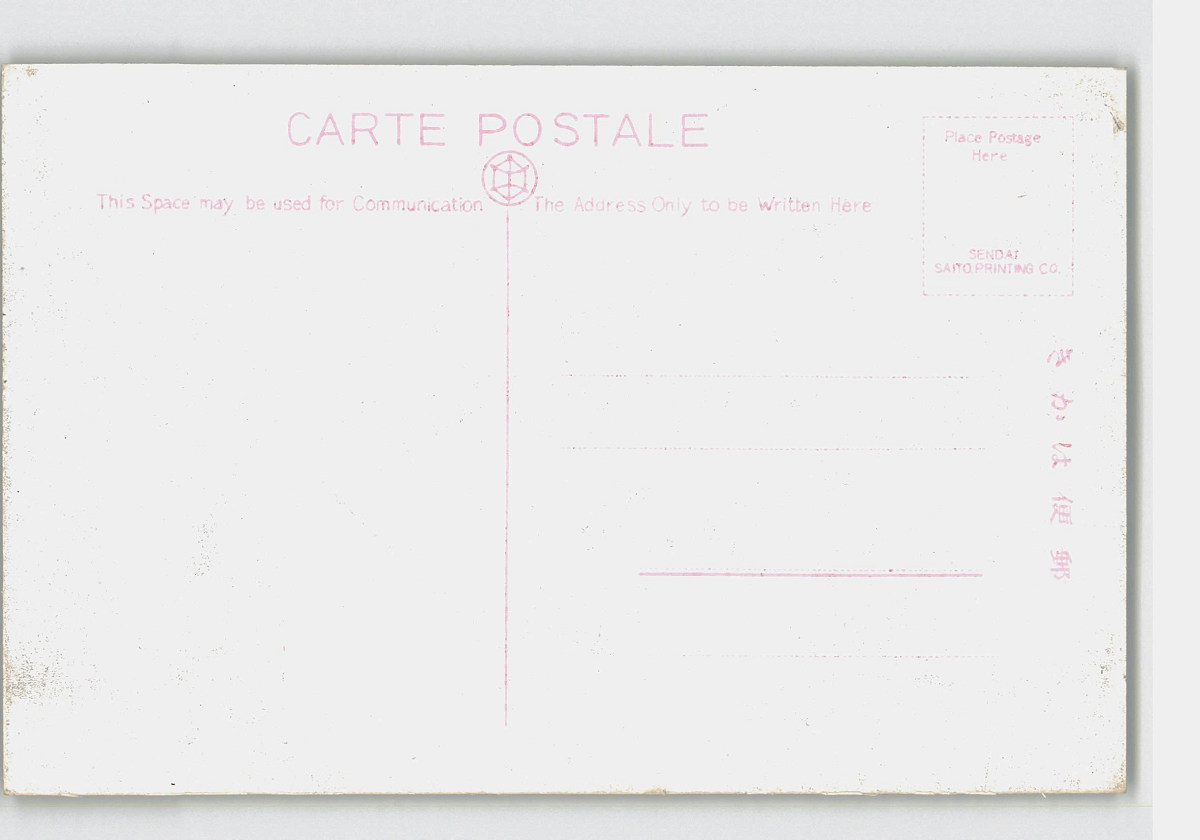 CARTE POSTALE
This Space may be used for Communication
The Address Only to be Written Here
Place Postage
Here
SENDAI
SAITO PRINTING CO.
郵便はかき